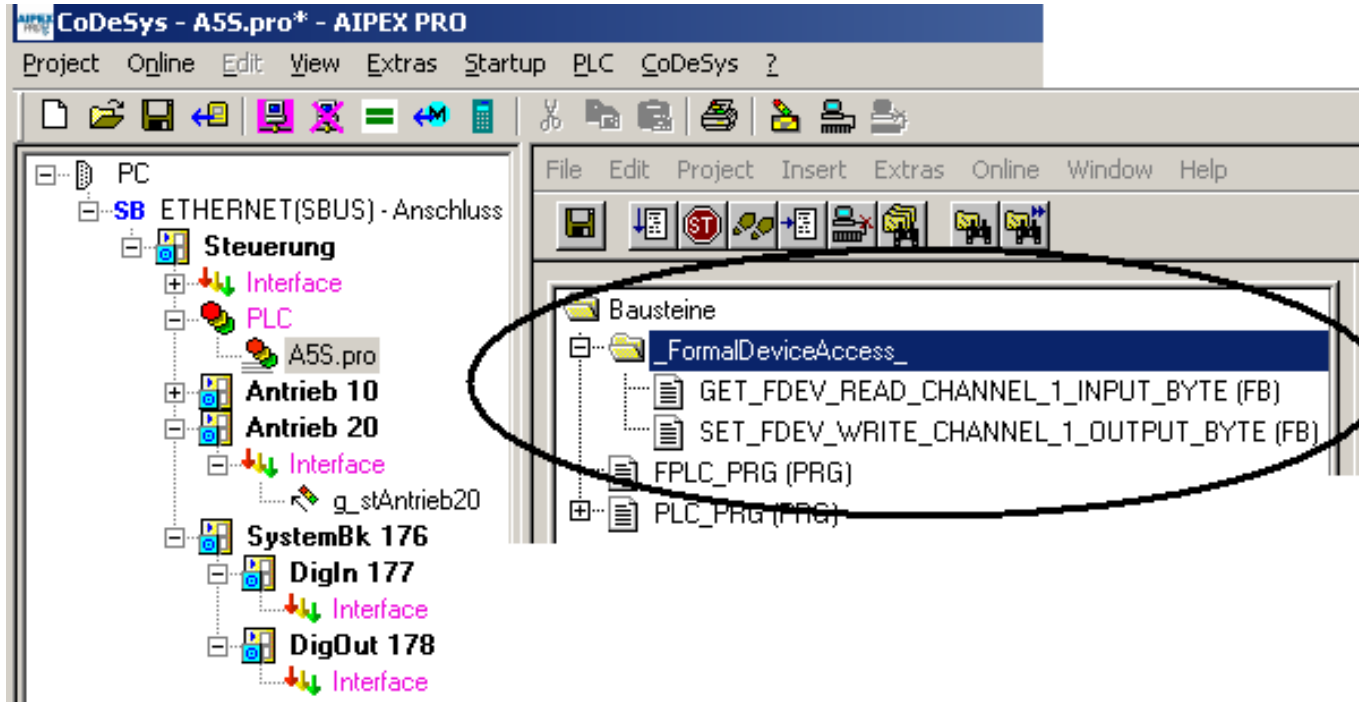 CoDeSys - A5S.pro* - AIPEX PRO
Project Online Edit View Extras Startup PLC CoDeSys ?
PC
SB ETHERNET(SBUS) - Anschluss
Steuerung
Interface
PLC
A5S.pro
Antrieb 10
Antrieb 20
Interface
g_stAntrieb20
SystemBk 176
DigIn 177
Interface
DigOut 178
Interface
File Edit Project Insert Extras Online Window Help
ST
Bausteine
_FormalDeviceAccess_
GET_FDEV_READ_CHANNEL_1_INPUT_BYTE (FB)
SET_FDEV_WRITE_CHANNEL_1_OUTPUT_BYTE (FB)
FPLC_PRG (PRG)
PLC_PRG (PRG)